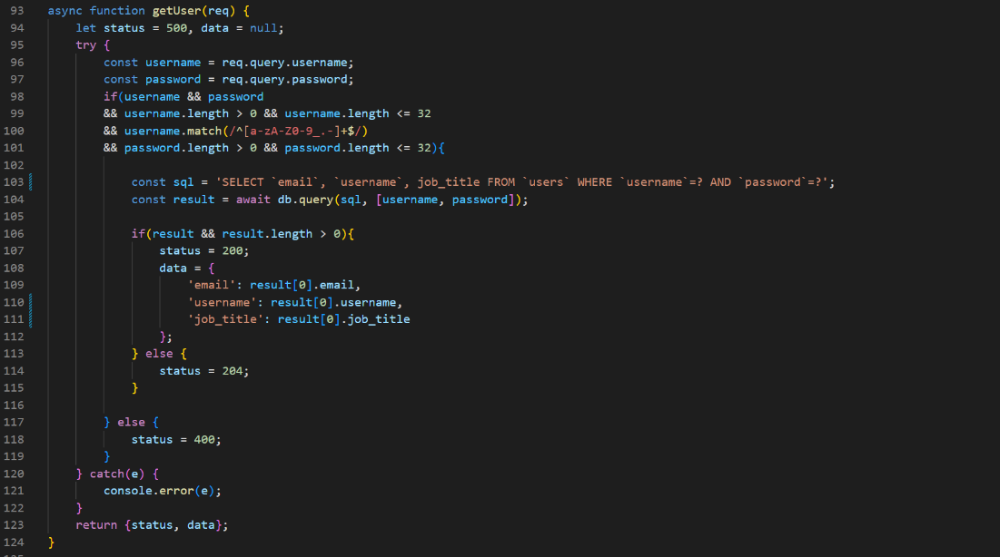 93 async function getUser(req) {
94     let status = 500, data = null;
95     try {
96         const username = req.query.username;
97         const password = req.query.password;
98         if(username && password
99         && username.length > 0 && username.length <= 32
100         && username.match(/^[a-zA-Z0-9_.-]+$/)
101         && password.length > 0 && password.length <= 32){
102
103             const sql = 'SELECT `email`, `username`, job_title FROM `users` WHERE `username`=? AND `password`=?';
104             const result = await db.query(sql, [username, password]);
105
106             if(result && result.length > 0){
107                 status = 200;
108                 data = {
109                     'email': result[0].email,
110                     'username': result[0].username,
111                     'job_title': result[0].job_title
112                 };
113             } else {
114                 status = 204;
115             }
116
117         } else {
118             status = 400;
119         }
120     } catch(e) {
121         console.error(e);
122     }
123     return {status, data};
124 }